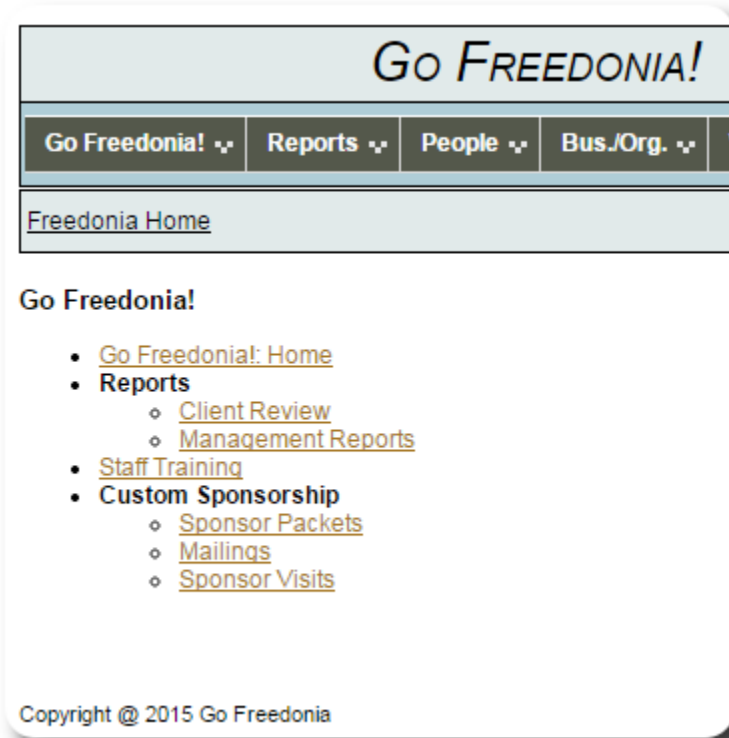 Go Freedonia!
Go Freedonia! Reports People Bus./Org.
Freedonia Home
Go Freedonia!
Go Freedonia!: Home
Reports
Client Review
Management Reports
Staff Training
Custom Sponsorship
Sponsor Packets
Mailings
Sponsor Visits
Copyright @ 2015 Go Freedonia